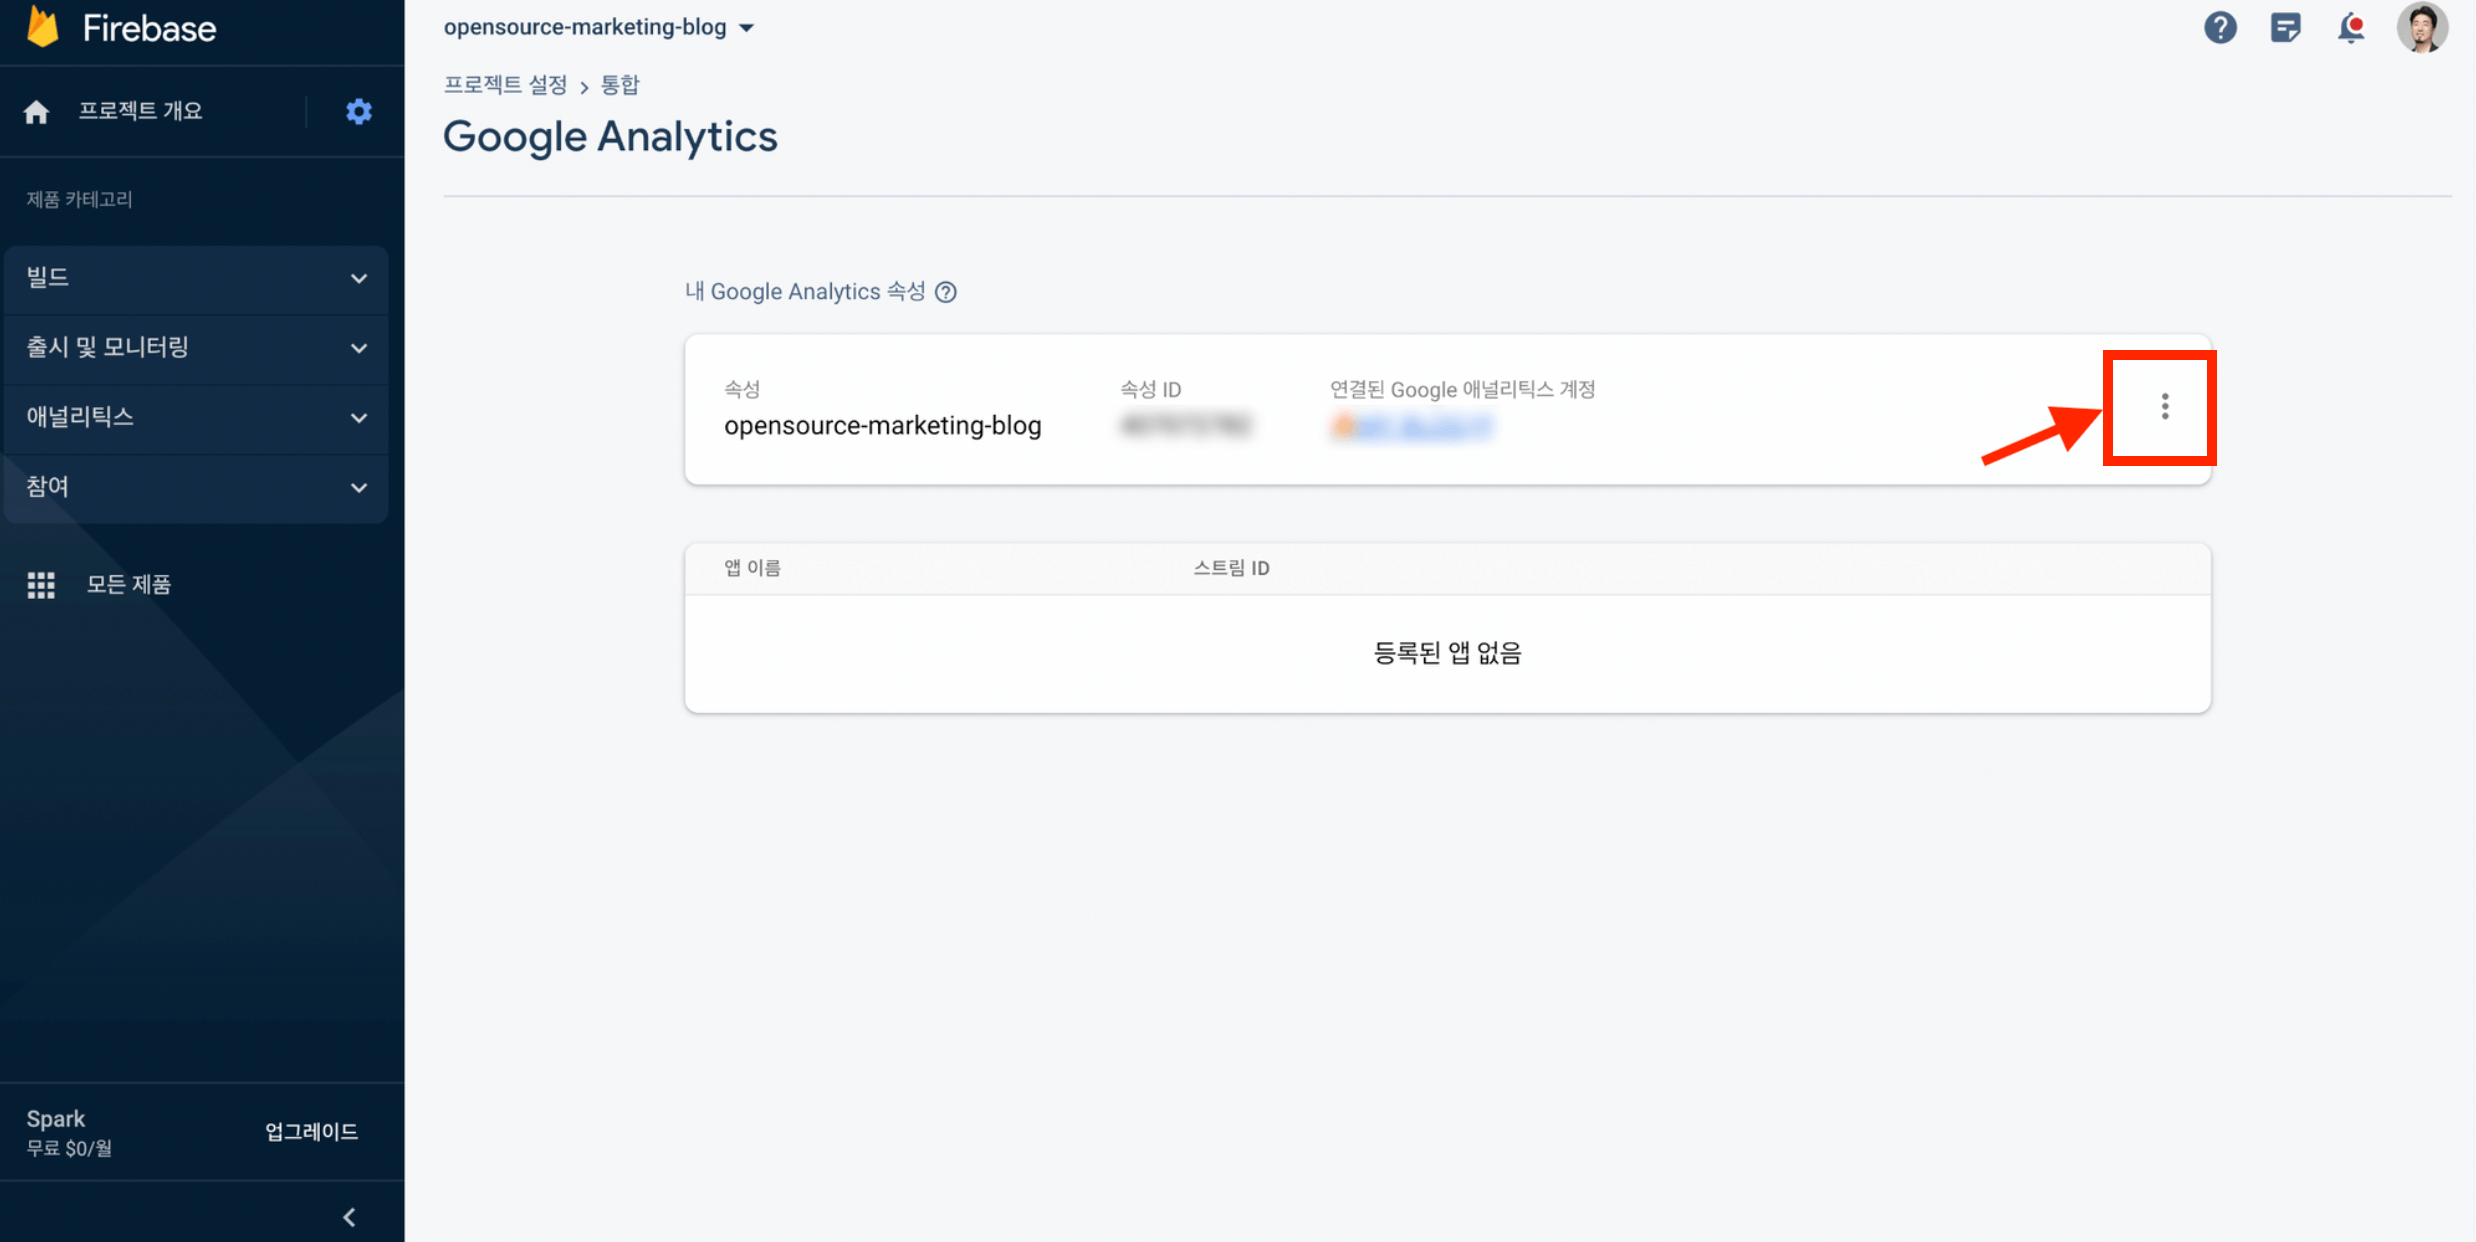 Firebase
프로젝트 개요
제품 카테고리
빌드
출시 및 모니터링
애널리틱스
참여
모든 제품
Spark
무료 $0/월
업그레이드
opensource-marketing-blog
프로젝트 설정 > 통합
Google Analytics
내 Google Analytics 속성
속성
opensource-marketing-blog
속성 ID
연결된 Google 애널리틱스 계정
앱 이름
스트림 ID
등록된 앱 없음